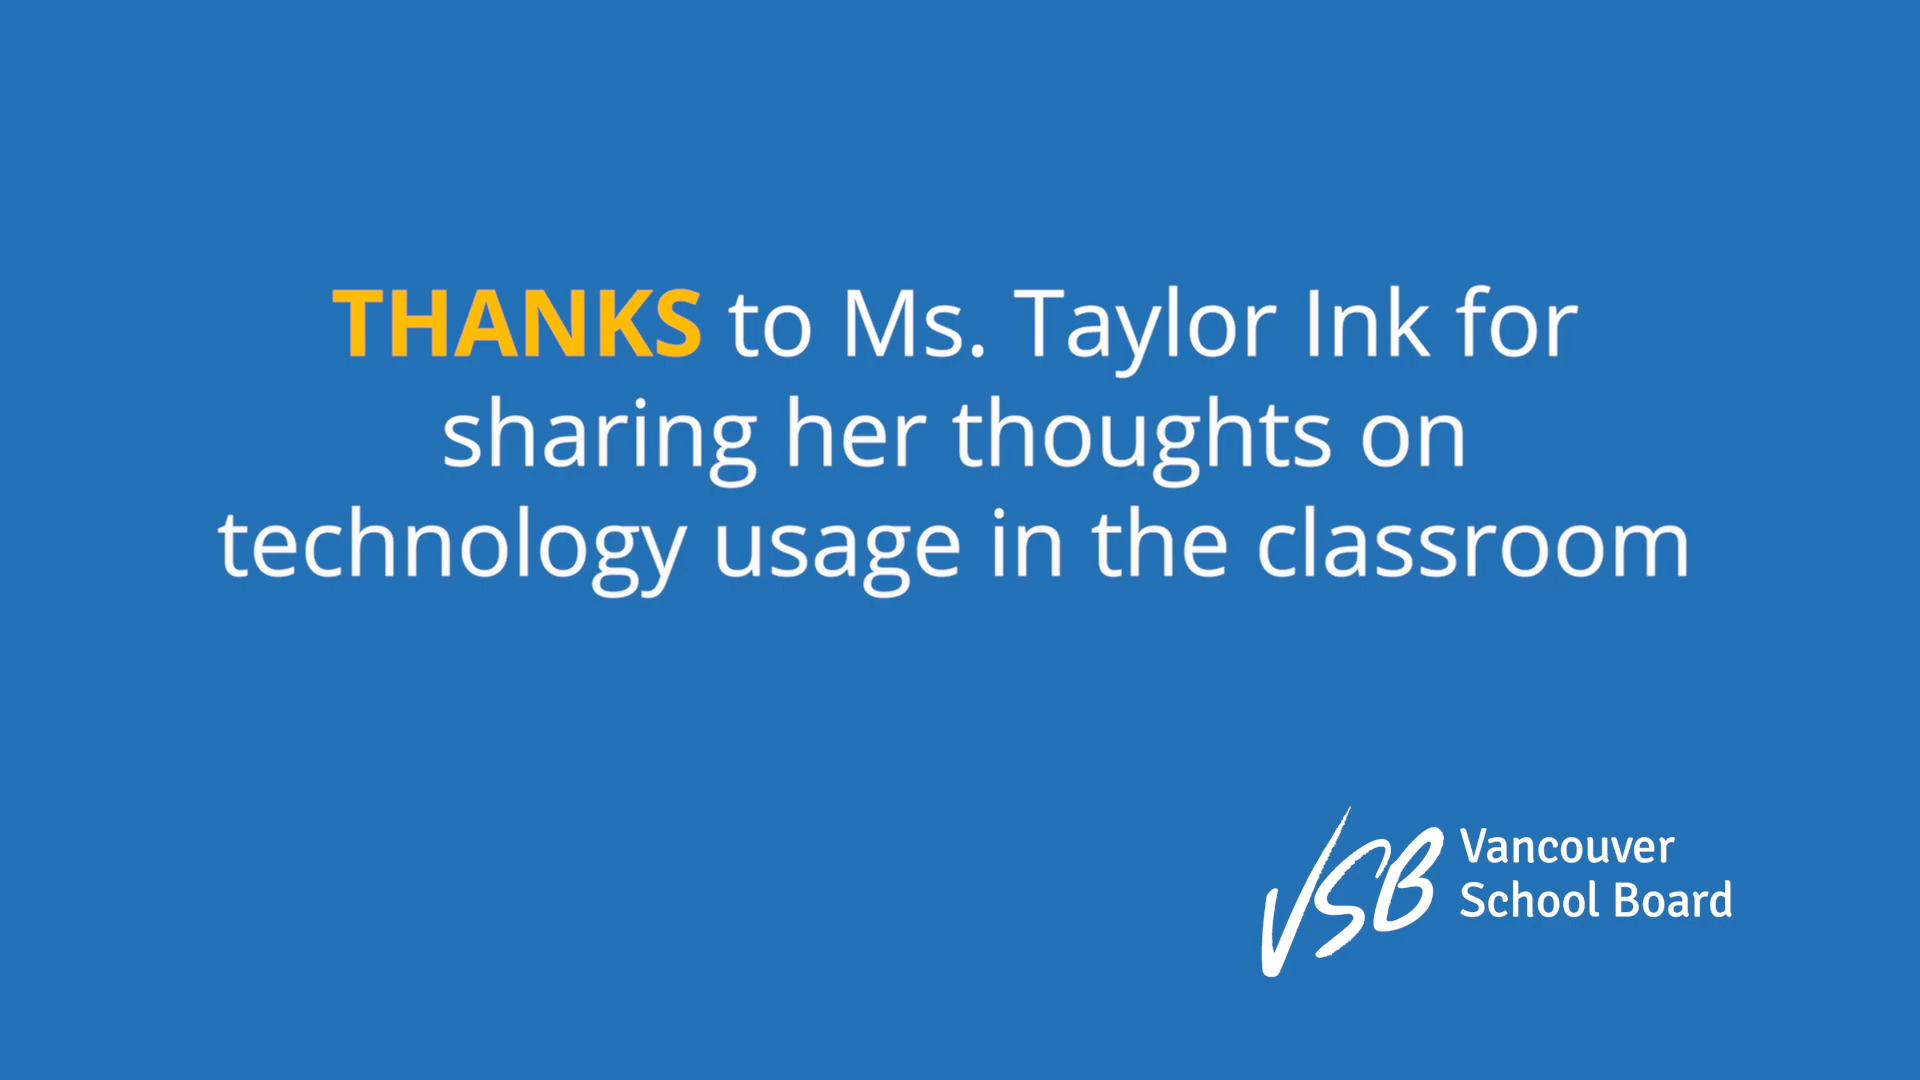 THANKS to Ms. Taylor Ink for
sharing her thoughts on
technology usage in the classroom
VSB Vancouver
School Board